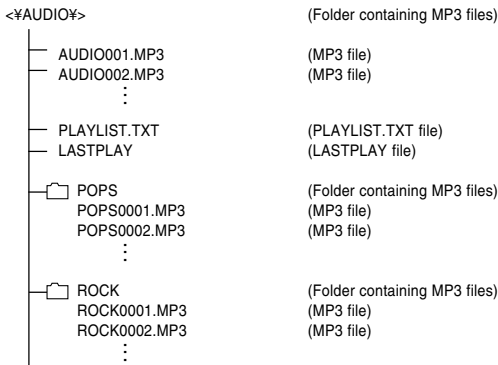 <¥AUDIO¥> (Folder containing MP3 files)
AUDIO001.MP3 (MP3 file)
AUDIO002.MP3 (MP3 file)
PLAYLIST.TXT (PLAYLIST.TXT file)
LASTPLAY (LASTPLAY file)
POPS (Folder containing MP3 files)
POPS0001.MP3 (MP3 file)
POPS0002.MP3 (MP3 file)
ROCK (Folder containing MP3 files)
ROCK0001.MP3 (MP3 file)
ROCK0002.MP3 (MP3 file)